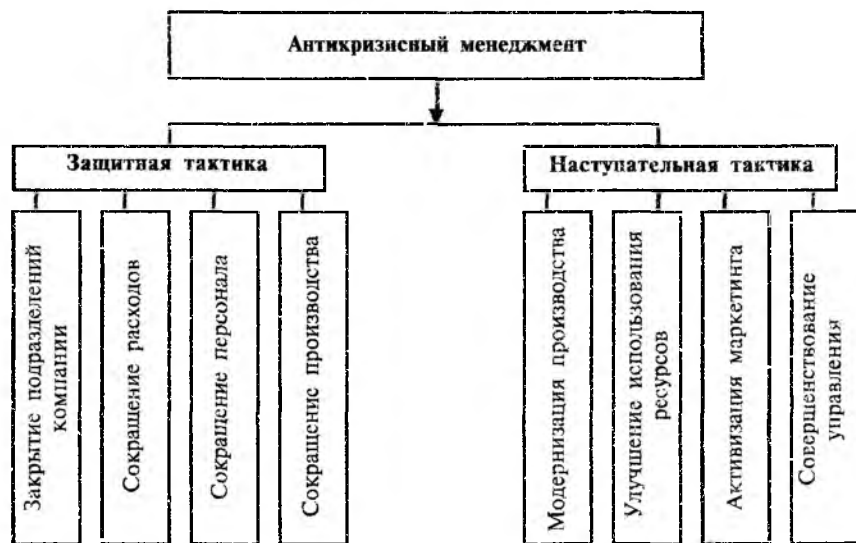 Антикризисный менеджмент
Защитная тактика
Наступательная тактика
Закрытие подразделений
компании
Сокращение расходов
Сокращение персонала
Сокращение производства
Модернизация производства
Улучшение использования
ресурсов
Активизация маркетинга
Совершенствование
управления